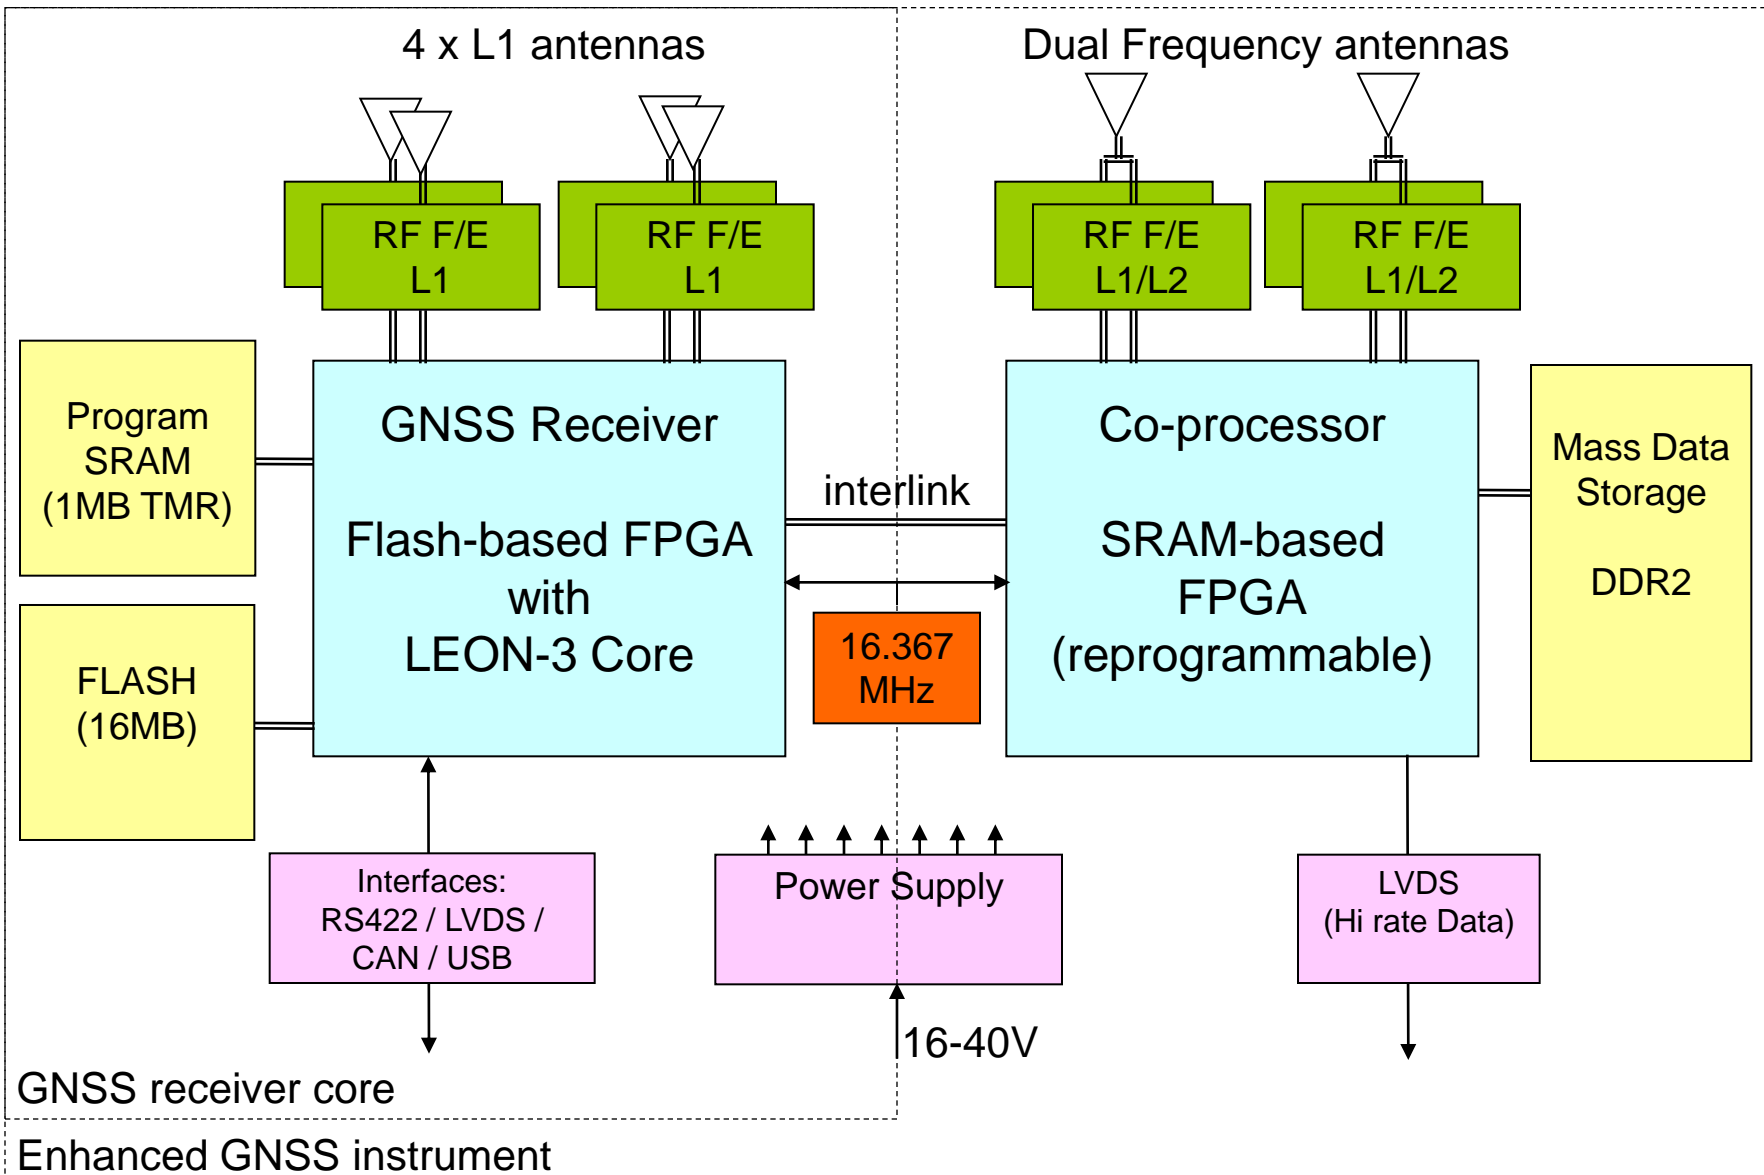 4 x L1 antennas
Dual Frequency antennas
RF F/E
L1
RF F/E
L1
RF F/E
L1/L2
RF F/E
L1/L2
Program
SRAM
(1MB TMR)
FLASH
(16MB)
GNSS Receiver
Flash-based FPGA
with
LEON-3 Core
interlink
16.367
MHz
Co-processor
SRAM-based
FPGA
(reprogrammable)
Mass Data
Storage
DDR2
Interfaces:
RS422 / LVDS /
CAN / USB
Power Supply
16-40V
LVDS
(Hi rate Data)
GNSS receiver core
Enhanced GNSS instrument